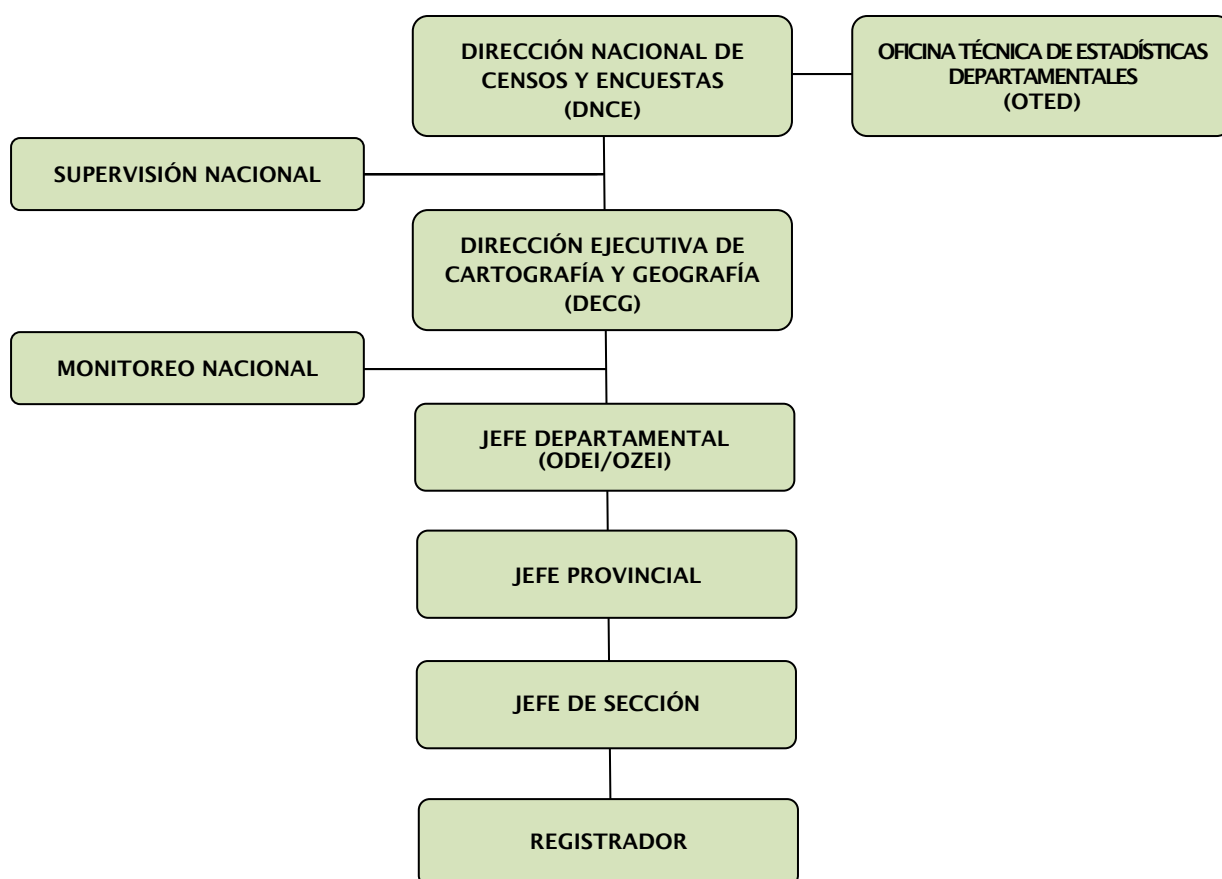 DIRECCIÓN NACIONAL DE
CENSOS Y ENCUESTAS
(DNCE)
OFICINA TÉCNICA DE ESTADÍSTICAS
DEPARTAMENTALES
(OTED)
SUPERVISIÓN NACIONAL
DIRECCIÓN EJECUTIVA DE
CARTOGRAFÍA Y GEOGRAFÍA
(DECG)
MONITOREO NACIONAL
JEFE DEPARTAMENTAL
(ODEI/OZEI)
JEFE PROVINCIAL
JEFE DE SECCIÓN
REGISTRADOR